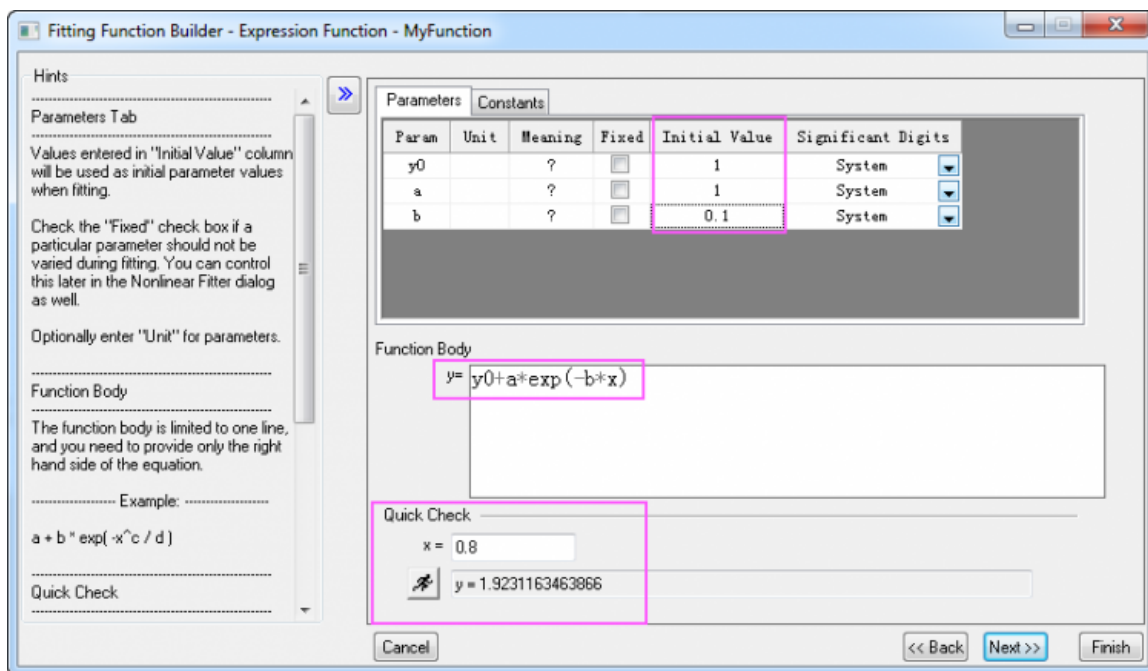 Fitting Function Builder - Expression Function - MyFunction
Hints
Parameters Tab
Values entered in "Initial Value" column
will be used as initial parameter values
when fitting.
Check the "Fixed" check box if a
particular parameter should not be
varied during fitting. You can control
this later in the Nonlinear Fitter dialog
as well.
Optionally enter "Unit" for parameters.
Function Body
The function body is limited to one line,
and you need to provide only the right
hand side of the equation.
-------------------- Example: --------------------
a + b * exp( -x^c / d )
Quick Check
Parameters Constants
Param Unit Meaning Fixed Initial Value Significant Digits
y0 ? 1 System
a ? 1 System
b ? 0.1 System
Function Body
y= y0+a*exp(-b*x)
Quick Check
x = 0.8
y = 1.9231163463866
Cancel << Back Next >> Finish